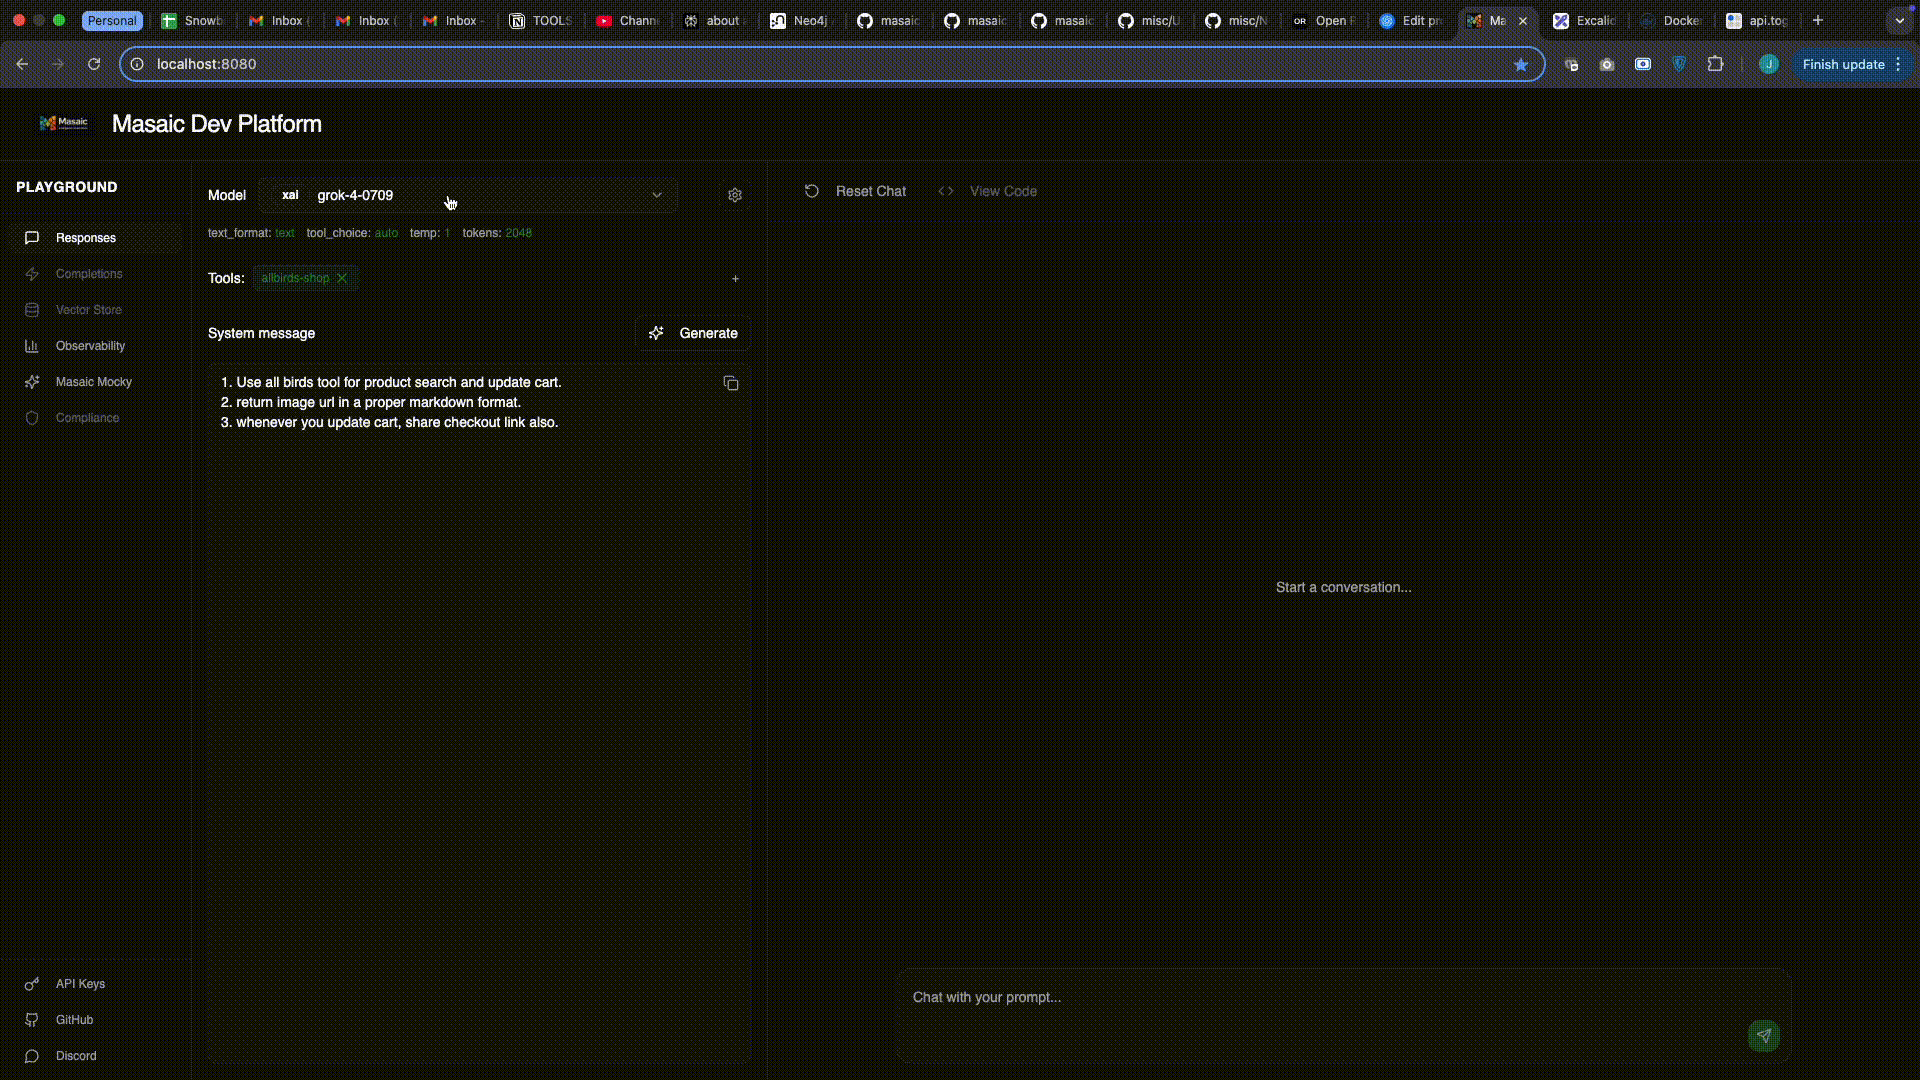 Personal
Snowb
Inbox (
Inbox (
Inbox -
TOOLS
Chann
about
Neo4j
masaic
masaic
masaic
misc/U
misc/N
OR Open R
Edit pr
Ma
Excalid
Docker
api.tog
localhost:8080
J
Finish update
Masaic
Masaic Dev Platform
PLAYGROUND
Responses
Completions
Vector Store
Observability
Masaic Mocky
Compliance
API Keys
GitHub
Discord
Model xai grok-4-0709
text_format: text tool_choice: auto temp: 1 tokens: 2048
Tools: allbirds-shop
System message
Generate
1. Use all birds tool for product search and update cart.
2. return image url in a proper markdown format.
3. whenever you update cart, share checkout link also.
Reset Chat
View Code
Start a conversation...
Chat with your prompt...